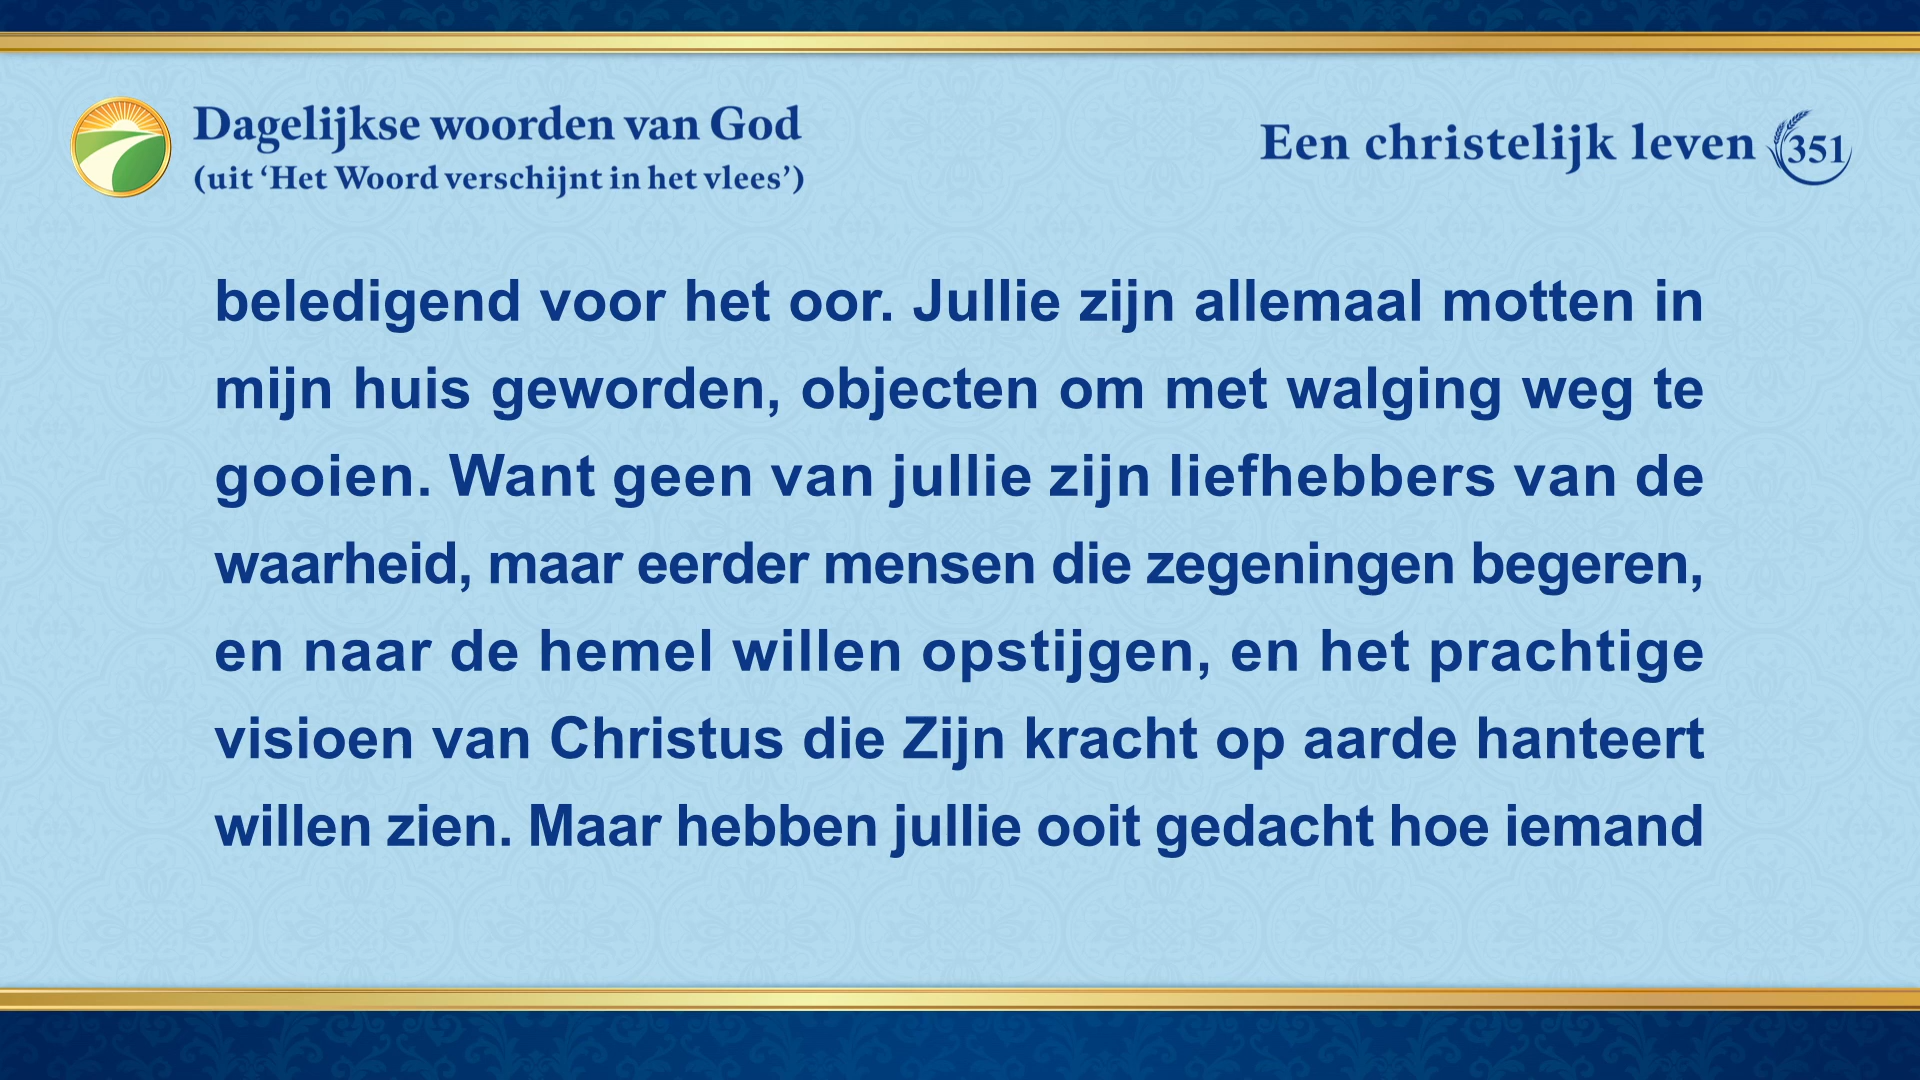 Dagelijkse woorden van God
(uit ‘Het Woord verschijnt in het vlees’)
Een christelijk leven 351
beledigend voor het oor. Jullie zijn allemaal motten in
mijn huis geworden, objecten om met walging weg te
gooien. Want geen van jullie zijn liefhebbers van de
waarheid, maar eerder mensen die zegeningen begeren,
en naar de hemel willen opstijgen, en het prachtige
visioen van Christus die Zijn kracht op aarde hanteert
willen zien. Maar hebben jullie ooit gedacht hoe iemand